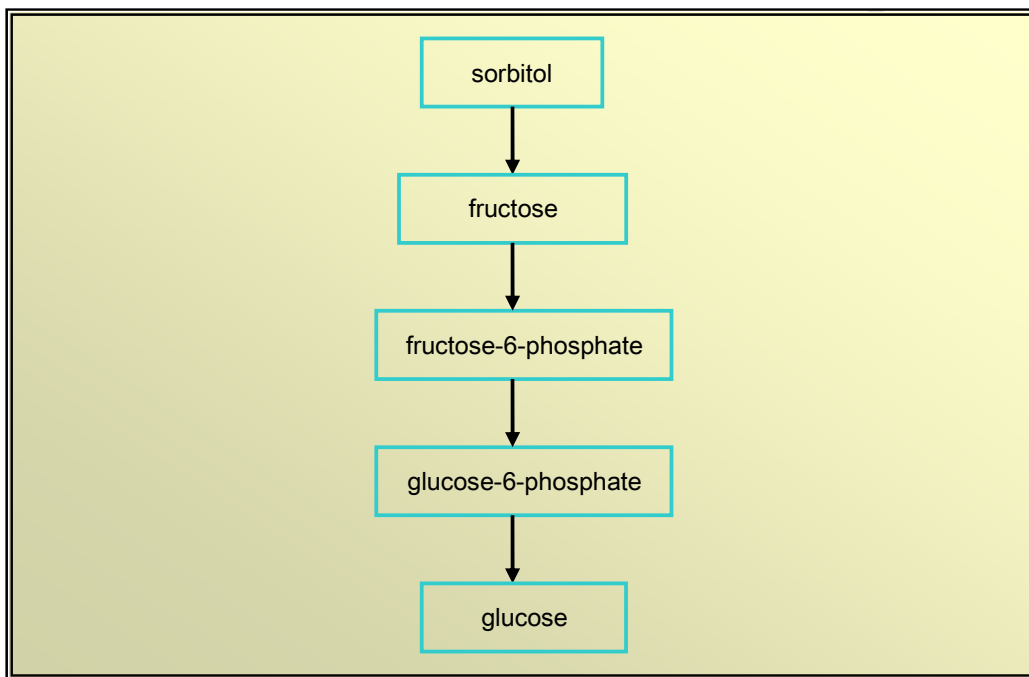 sorbitol
fructose
fructose-6-phosphate
glucose-6-phosphate
glucose